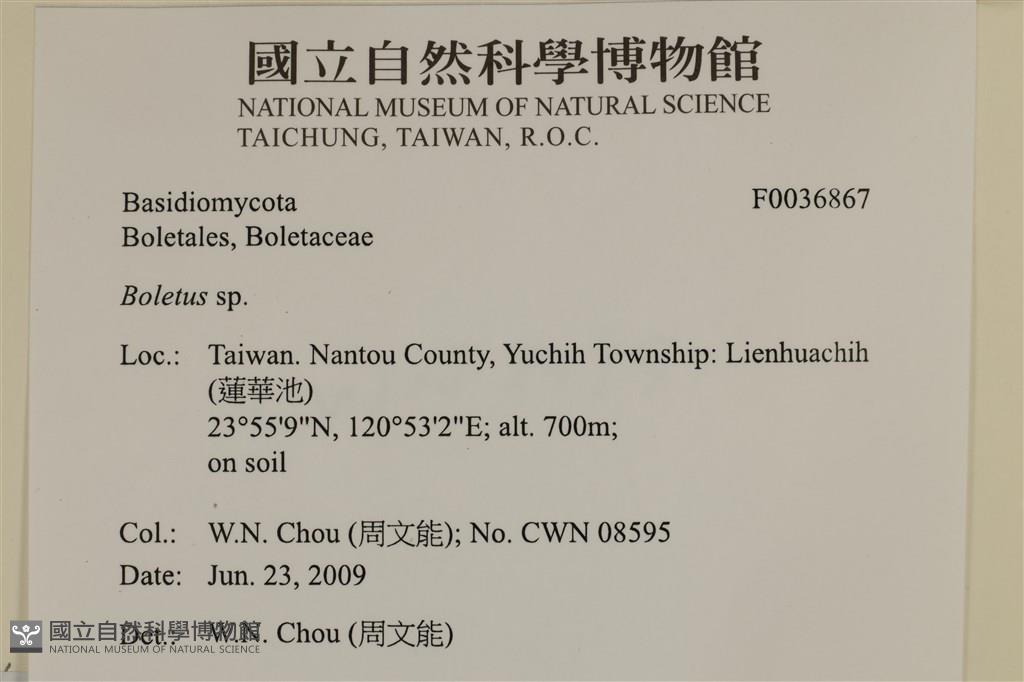 國立自然科學博物館
NATIONAL MUSEUM OF NATURAL SCIENCE
TAICHUNG, TAIWAN, R.O.C.
Basidiomycota F0036867
Boletales, Boletaceae
Boletus sp.
Loc.: Taiwan. Nantou County, Yuchih Township: Lienhuachih
(蓮華池)
23°55'9"N, 120°53'2"E; alt. 700m;
on soil
Col.: W.N. Chou (周文能); No. CWN 08595
Date: Jun. 23, 2009
Det.: W.N. Chou (周文能)
國立自然科學博物館
NATIONAL MUSEUM OF NATURAL SCIENCE